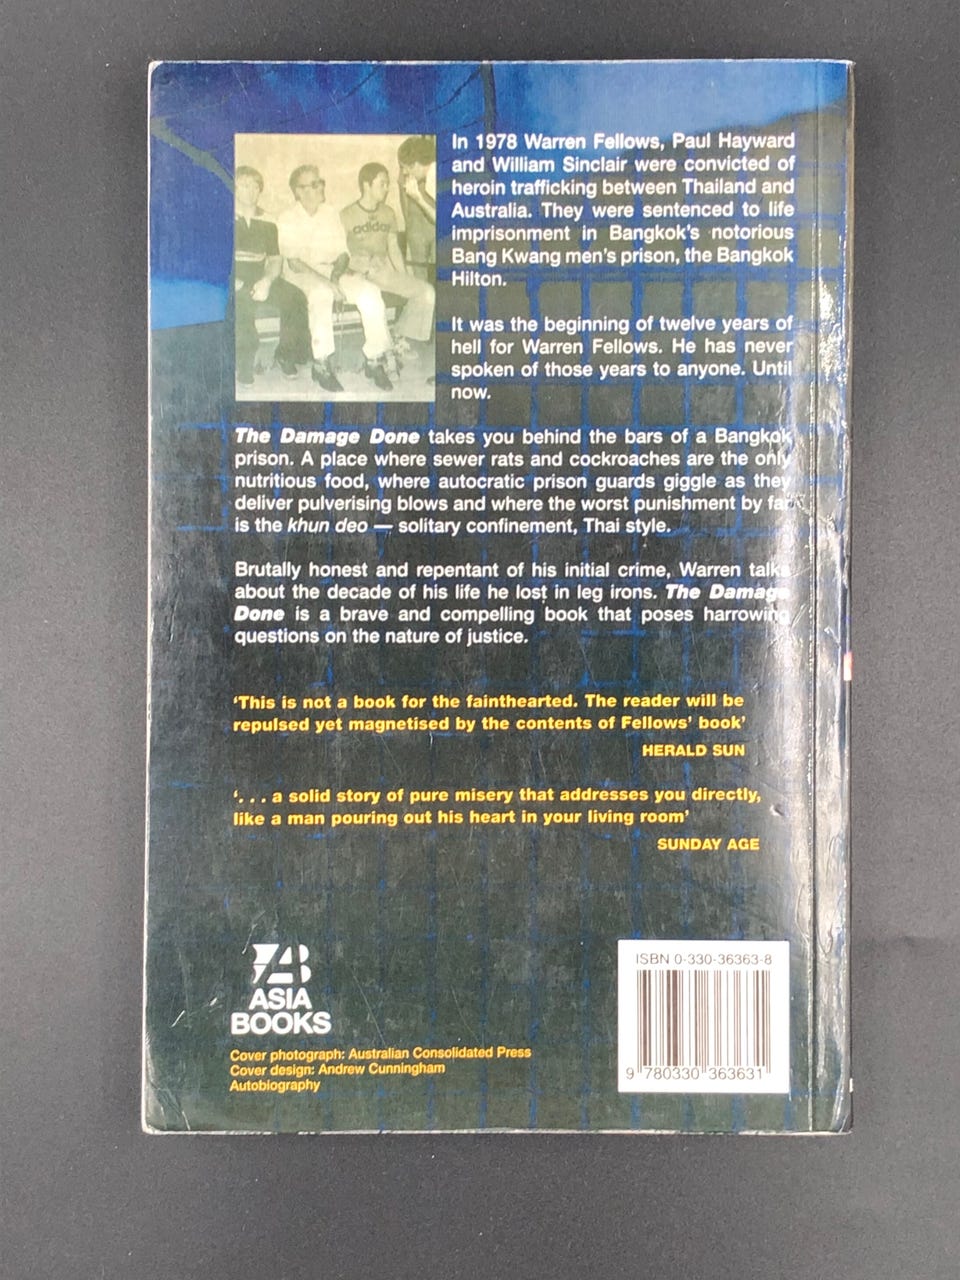 In 1978 Warren Fellows, Paul Hayward
and William Sinclair were convicted of
heroin trafficking between Thailand and
Australia. They were sentenced to life
imprisonment in Bangkok's notorious
Bang Kwang men's prison, the Bangkok
Hilton.
It was the beginning of twelve years of
hell for Warren Fellows. He has never
spoken of those years to anyone. Until
now.
adidas
The Damage Done takes you behind the bars of a Bangkok
prison. A place where sewer rats and cockroaches are the only
nutritious food, where autocratic prison guards giggle as they
deliver pulverising blows and where the worst punishment by far
is the khun deo — solitary confinement, Thai style.
Brutally honest and repentant of his initial crime, Warren talks
about the decade of his life he lost in leg irons. The Damage
Done is a brave and compelling book that poses harrowing
questions on the nature of justice.
'This is not a book for the fainthearted. The reader will be
repulsed yet magnetised by the contents of Fellows' book'
HERALD SUN
'. . . a solid story of pure misery that addresses you directly,
like a man pouring out his heart in your living room'
SUNDAY AGE
ASIA
BOOKS
Cover photograph: Australian Consolidated Press
Cover design: Andrew Cunningham
Autobiography
ISBN 0-330-36363-8
9 780330 363631